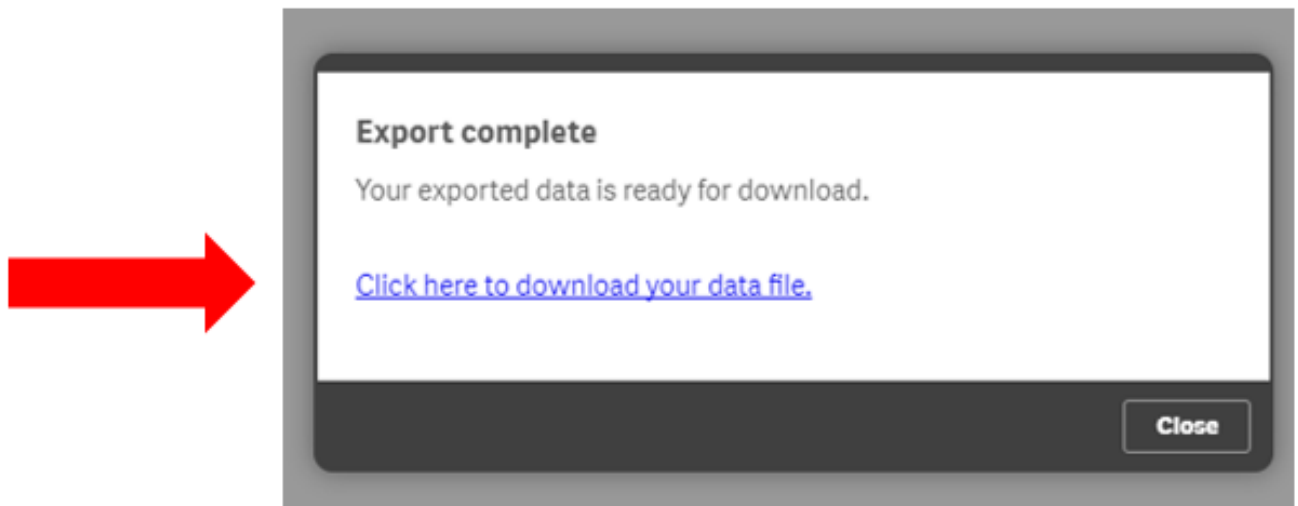 Export complete
Your exported data is ready for download.
Click here to download your data file.
Close